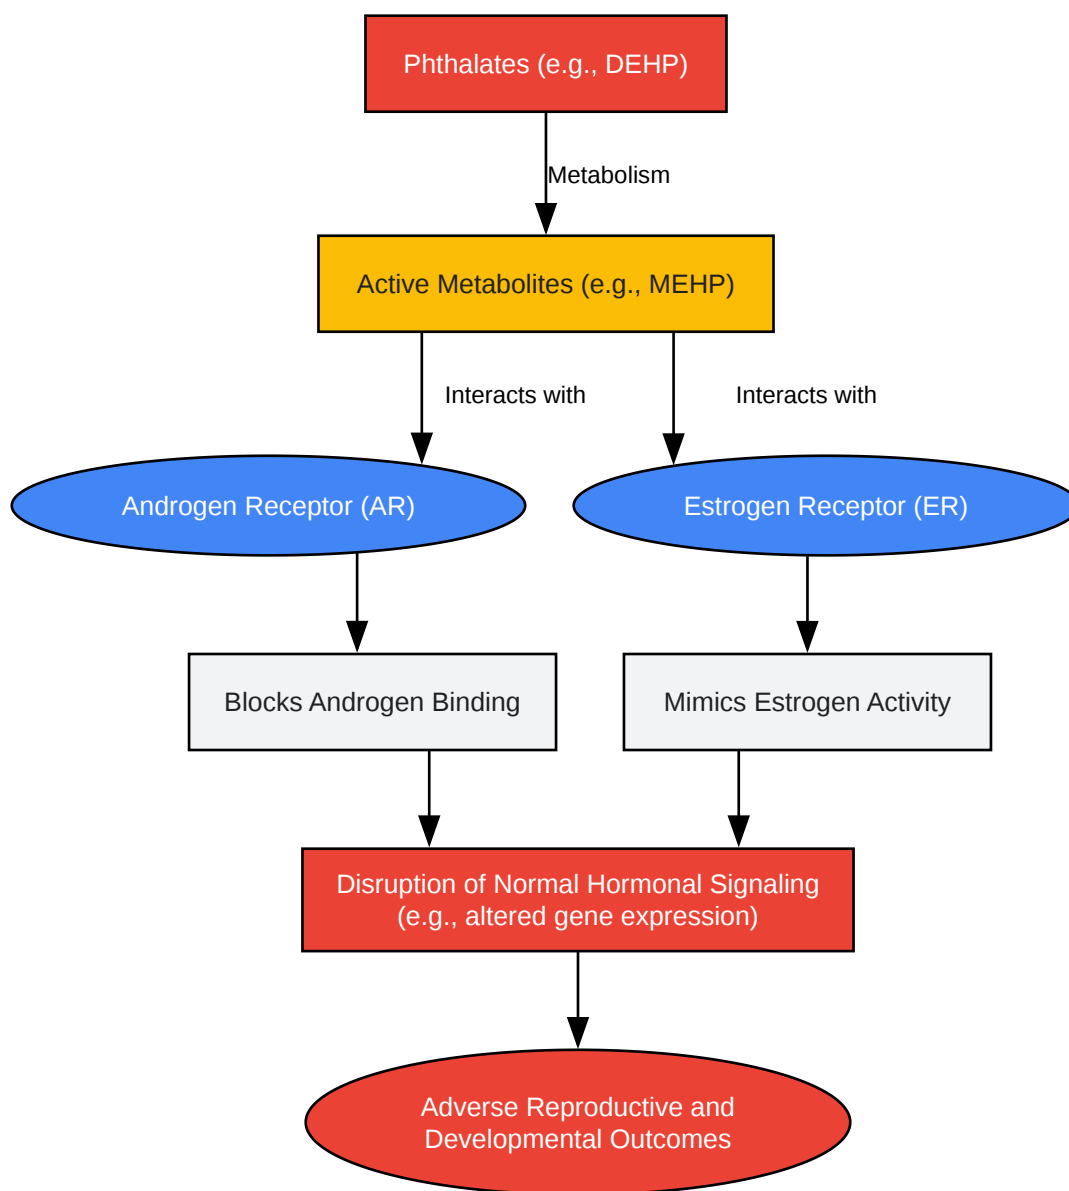 Phthalates (e.g., DEHP)
Metabolism
Active Metabolites (e.g., MEHP)
Interacts with
Interacts with
Androgen Receptor (AR)
Estrogen Receptor (ER)
Blocks Androgen Binding
Mimics Estrogen Activity
Disruption of Normal Hormonal Signaling
(e.g., altered gene expression)
Adverse Reproductive and
Developmental Outcomes